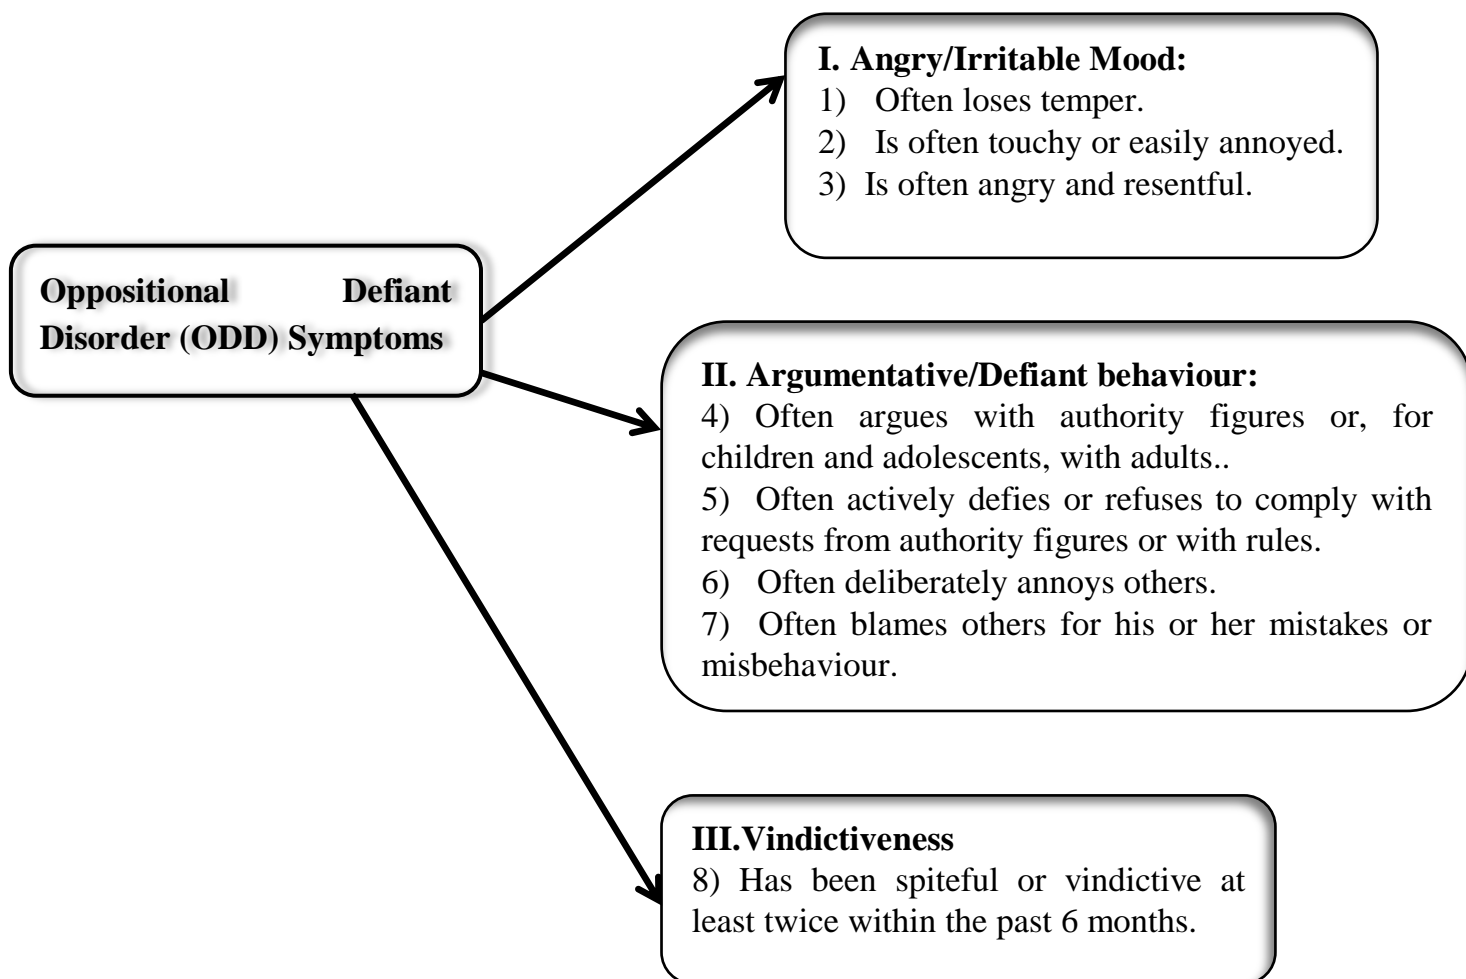 I. Angry/Irritable Mood:
1) Often loses temper.
2) Is often touchy or easily annoyed.
3) Is often angry and resentful.
Oppositional Defiant
Disorder (ODD) Symptoms
II. Argumentative/Defiant behaviour:
4) Often argues with authority figures or, for
children and adolescents, with adults..
5) Often actively defies or refuses to comply with
requests from authority figures or with rules.
6) Often deliberately annoys others.
7) Often blames others for his or her mistakes or
misbehaviour.
III.Vindictiveness
8) Has been spiteful or vindictive at
least twice within the past 6 months.